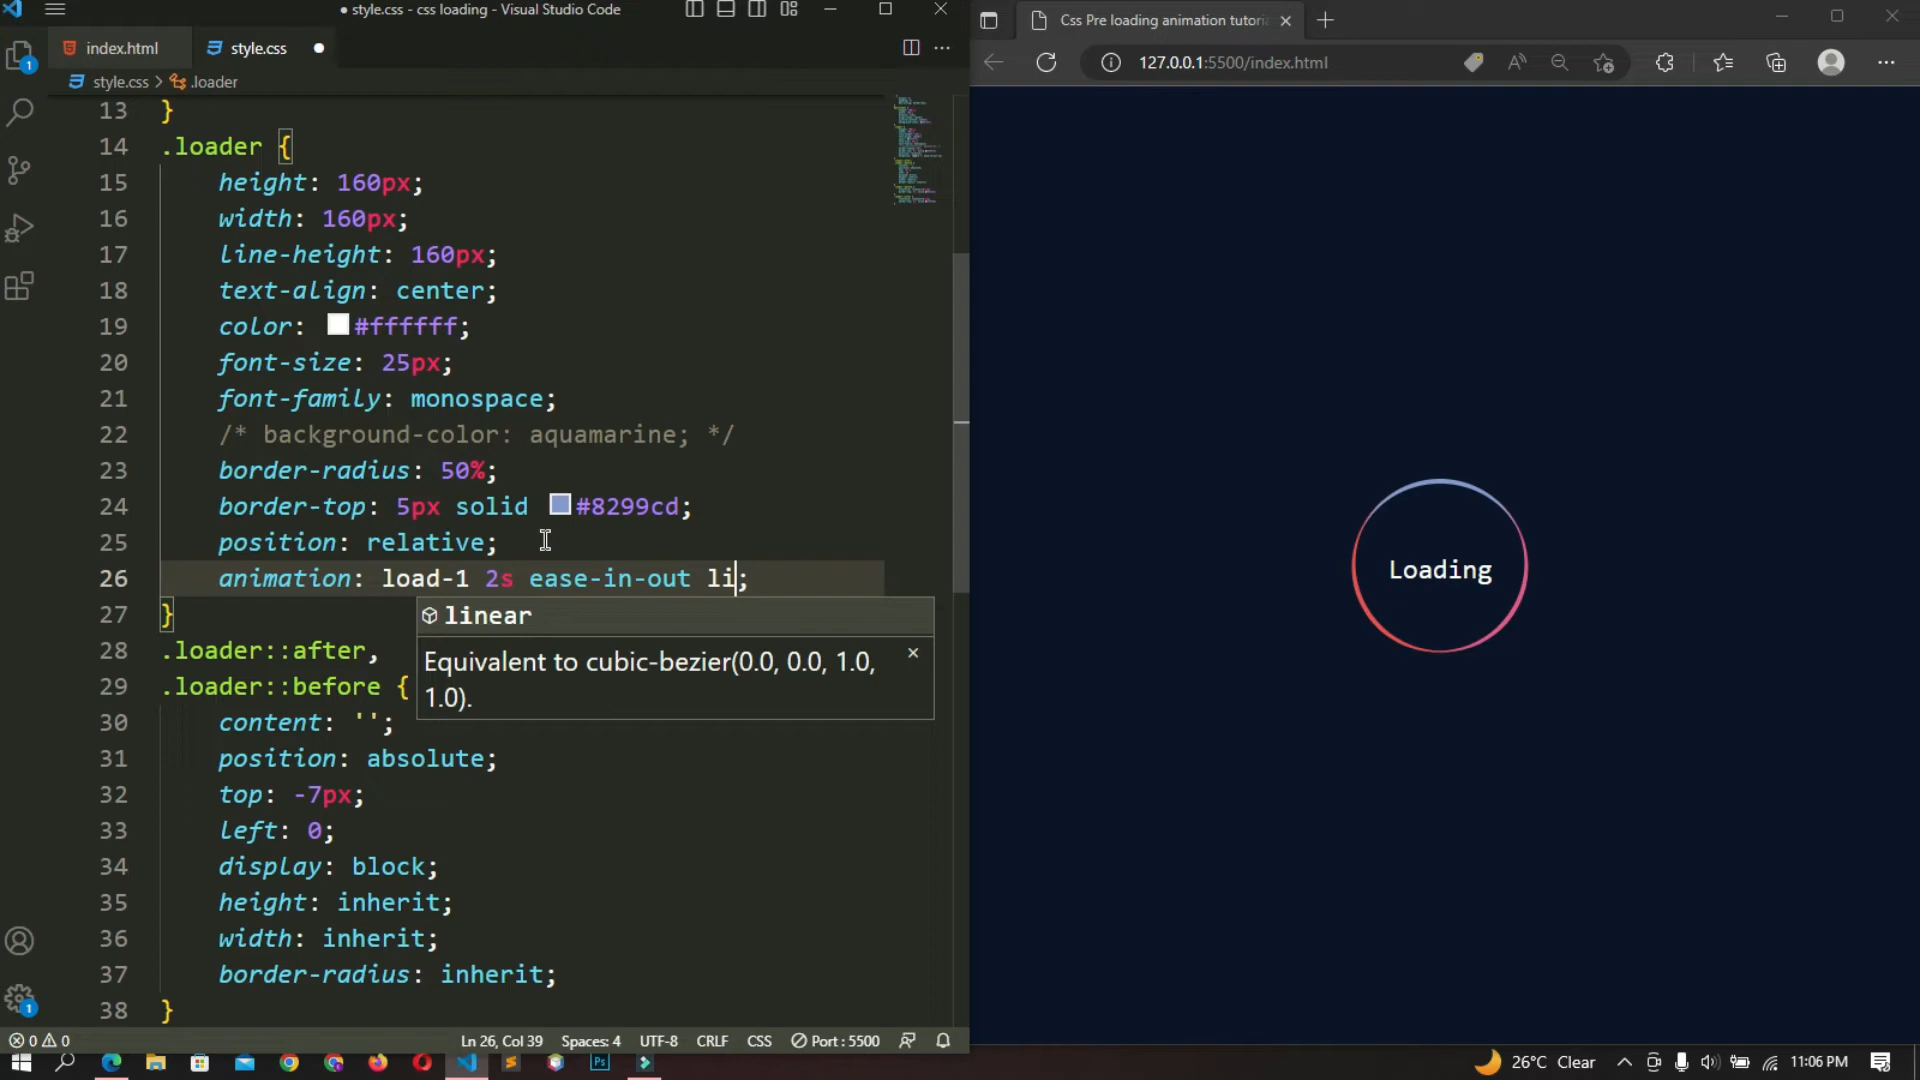 ● style.css - css loading - Visual Studio Code
index.html
style.css ●
style.css > .loader
13 }
14 .loader {
15 height: 160px;
16 width: 160px;
17 line-height: 160px;
18 text-align: center;
19 color: #ffffff;
20 font-size: 25px;
21 font-family: monospace;
22 /* background-color: aquamarine; */
23 border-radius: 50%;
24 border-top: 5px solid #8299cd;
25 position: relative;
26 animation: load-1 2s ease-in-out li;
27 }
linear
Equivalent to cubic-bezier(0.0, 0.0, 1.0,
1.0).
28 .loader::after,
29 .loader::before {
30 content: '';
31 position: absolute;
32 top: -7px;
33 left: 0;
34 display: block;
35 height: inherit;
36 width: inherit;
37 border-radius: inherit;
38 }
1
1
0 0
Ln 26, Col 39 Spaces: 4 UTF-8 CRLF CSS Port : 5500
Css Pre loading animation tutori
127.0.0.1:5500/index.html
Loading
Ps
26°C Clear
11:06 PM